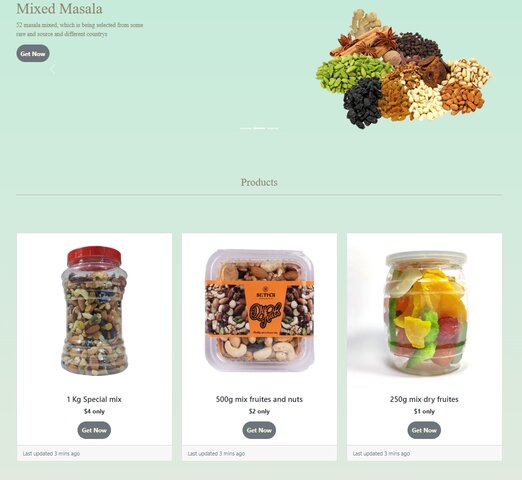 Mixed Masala
52 masala mixed, which is being selected from some
rare and source and different countrys
Get Now
Products
SETHJI
1 Kg Special mix
$4 only
Get Now
Last updated 3 mins ago
500g mix fruites and nuts
$2 only
Get Now
Last updated 3 mins ago
250g mix dry fruites
$1 only
Get Now
Last updated 3 mins ago